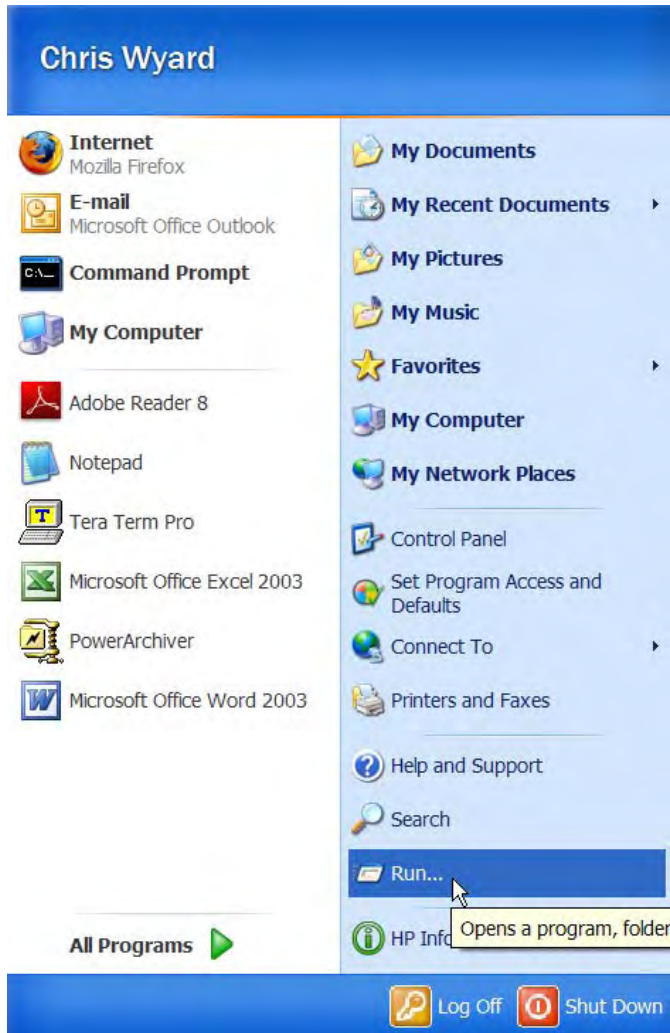 Chris Wyard
Internet
Mozilla Firefox
E-mail
Microsoft Office Outlook
Command Prompt
My Computer
Adobe Reader 8
Notepad
Tera Term Pro
Microsoft Office Excel 2003
PowerArchiver
Microsoft Office Word 2003
All Programs
My Documents
My Recent Documents
My Pictures
My Music
Favorites
My Computer
My Network Places
Control Panel
Set Program Access and
Defaults
Connect To
Printers and Faxes
Help and Support
Search
Run...
Opens a program, folder
HP Info
Log Off
Shut Down